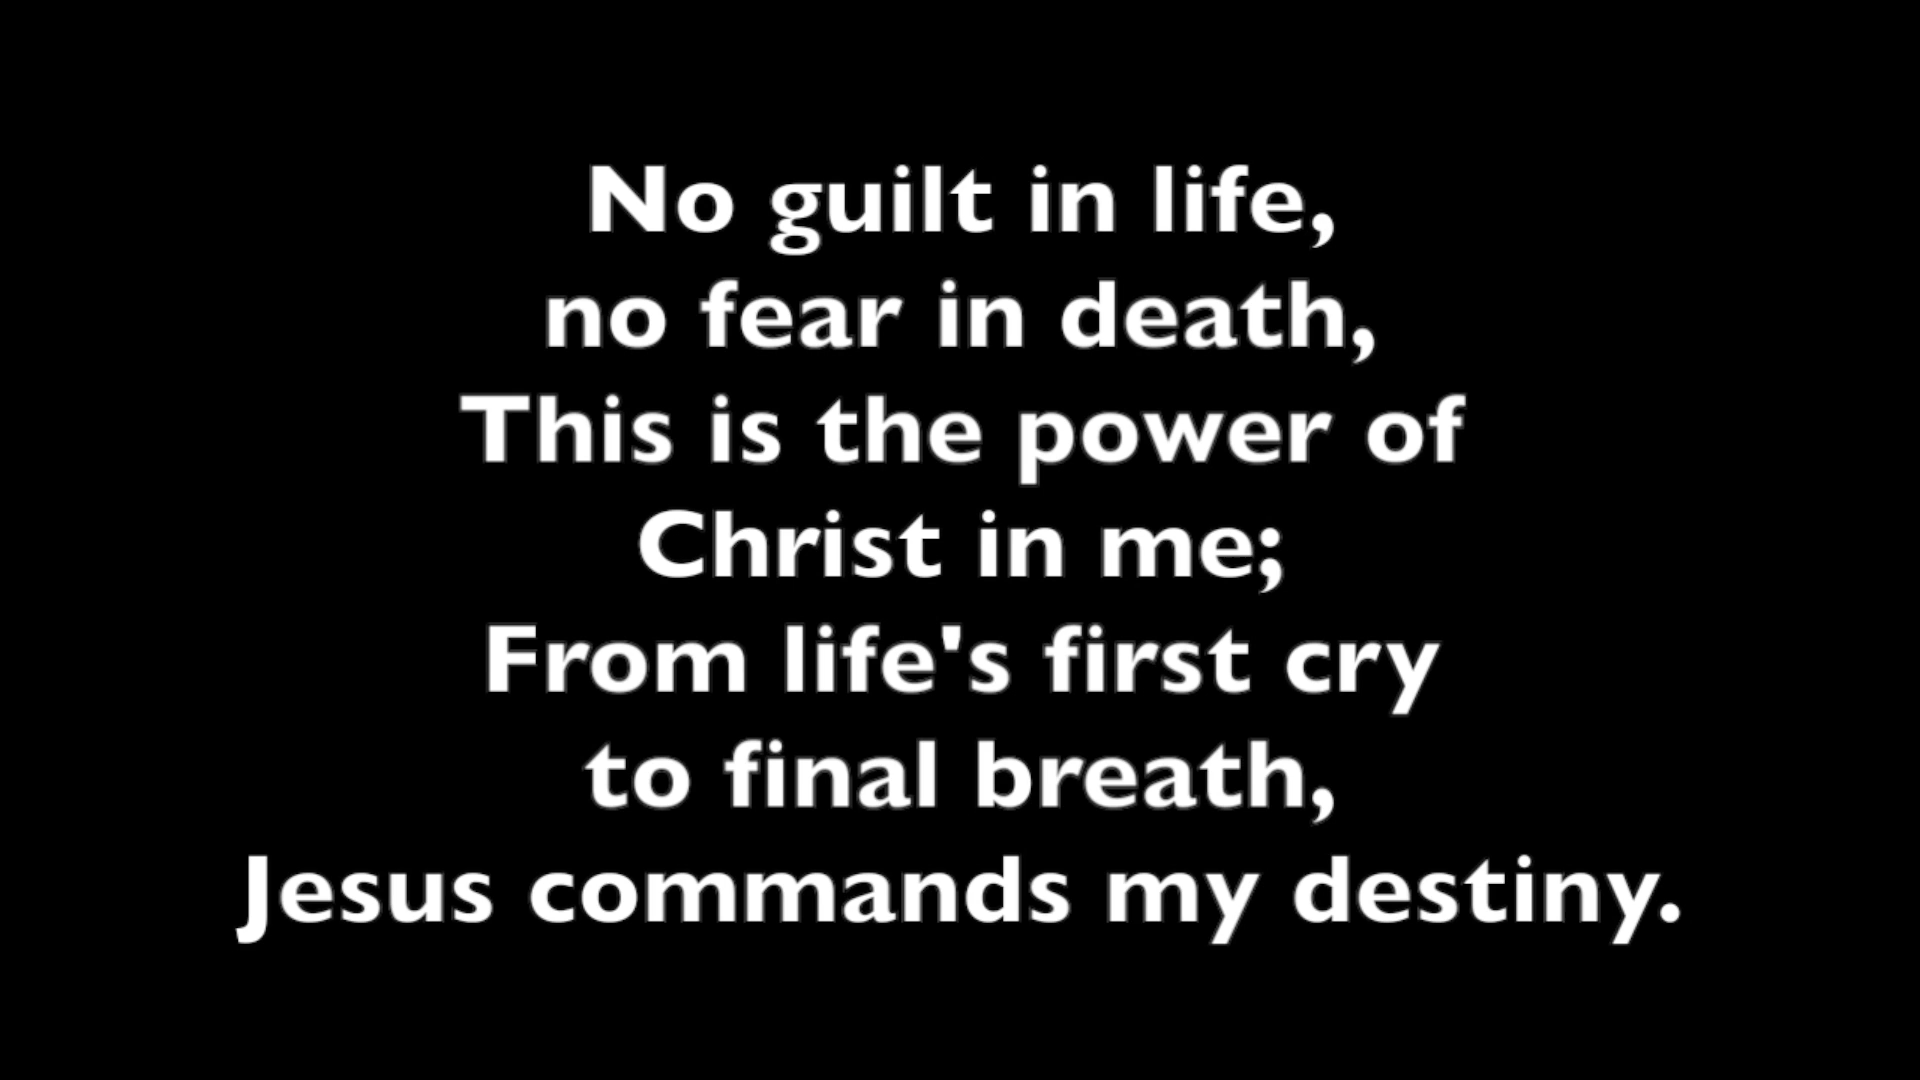 No guilt in life,
no fear in death,
This is the power of
Christ in me;
From life's first cry
to final breath,
Jesus commands my destiny.